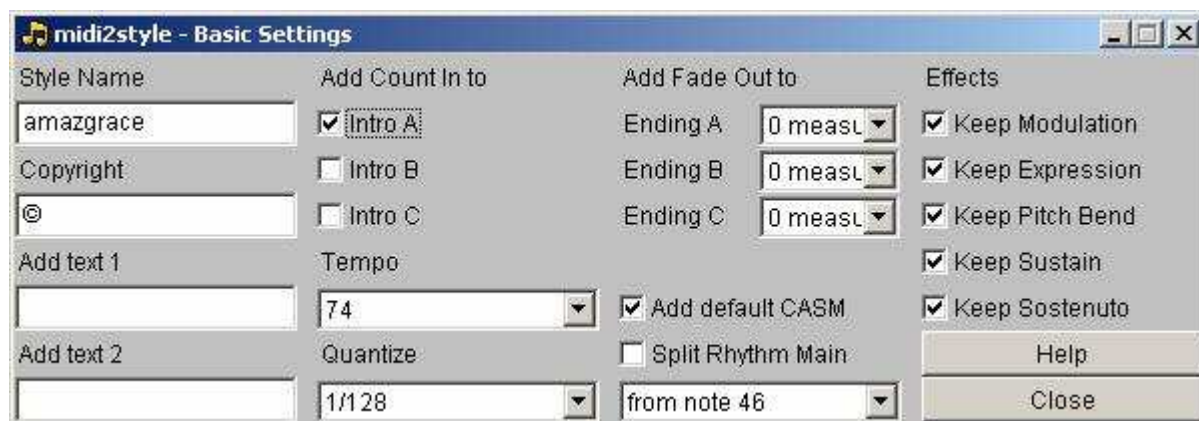 midi2style - Basic Settings
Style Name
amazgrace
Copyright
©
Add text 1
Add text 2
Add Count In to
Intro A
Intro B
Intro C
Tempo
74
Quantize
1/128
Add Fade Out to
Ending A 0 measu
Ending B 0 measu
Ending C 0 measu
Add default CASM
Split Rhythm Main
from note 46
Effects
Keep Modulation
Keep Expression
Keep Pitch Bend
Keep Sustain
Keep Sostenuto
Help
Close